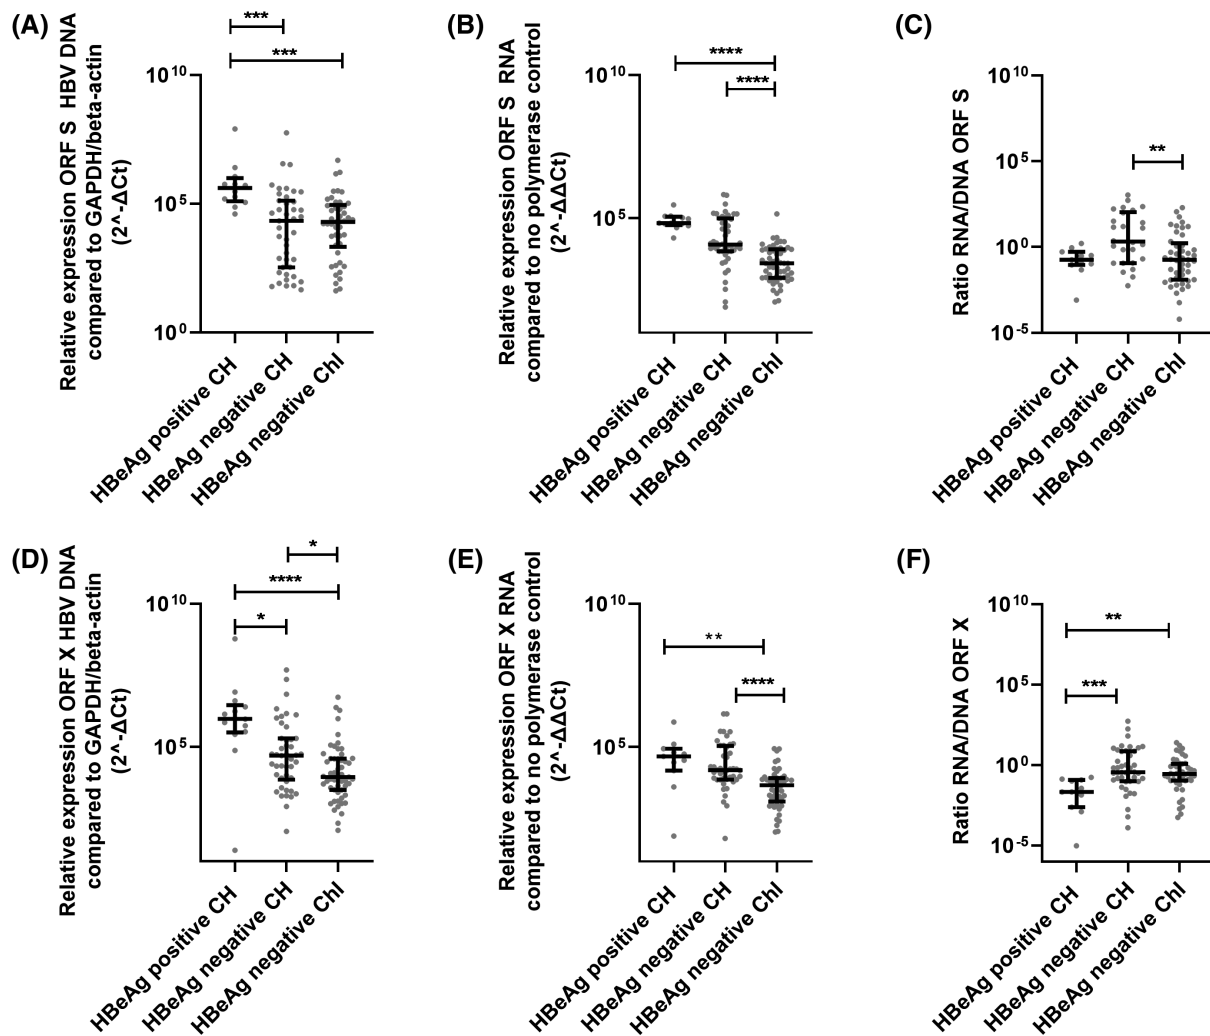 (A)
Relative expression ORF S HBV DNA
compared to GAPDH/beta-actin
(2^-ΔΔCt)
***
***
10^10
10^5
10^0
HBeAg positive CH
HBeAg negative CH
HBeAg negative ChI
(B)
Relative expression ORF S RNA
compared to no polymerase control
(2^-ΔΔCt)
****
****
10^10
10^5
HBeAg positive CH
HBeAg negative CH
HBeAg negative ChI
(C)
Ratio RNA/DNA ORF S
**
10^10
10^5
10^0
10^-5
HBeAg positive CH
HBeAg negative CH
HBeAg negative ChI
(D)
Relative expression ORF X HBV DNA
compared to GAPDH/beta-actin
(2^-ΔΔCt)
*
****
*
10^10
10^5
HBeAg positive CH
HBeAg negative CH
HBeAg negative ChI
(E)
Relative expression ORF X RNA
compared to no polymerase control
(2^-ΔΔCt)
**
****
10^10
10^5
HBeAg positive CH
HBeAg negative CH
HBeAg negative ChI
(F)
Ratio RNA/DNA ORF X
**
***
10^10
10^5
10^0
10^-5
HBeAg positive CH
HBeAg negative CH
HBeAg negative ChI